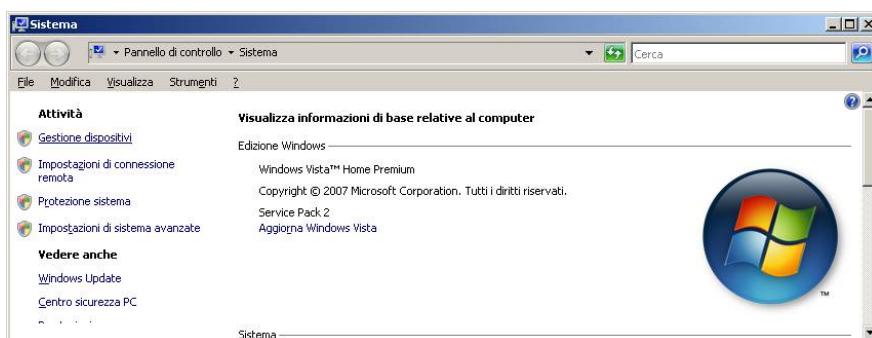 Sistema
Pannello di controllo Sistema
Cerca
File Modifica Visualizza Strumenti ?
Attività
Gestione dispositivi
Impostazioni di connessione
remota
Protezione sistema
Impostazioni di sistema avanzate
Vedere anche
Windows Update
Centro sicurezza PC
Visualizza informazioni di base relative al computer
Edizione Windows
Windows Vista™ Home Premium
Copyright © 2007 Microsoft Corporation. Tutti i diritti riservati.
Service Pack 2
Aggiorna Windows Vista
TM
Sistema